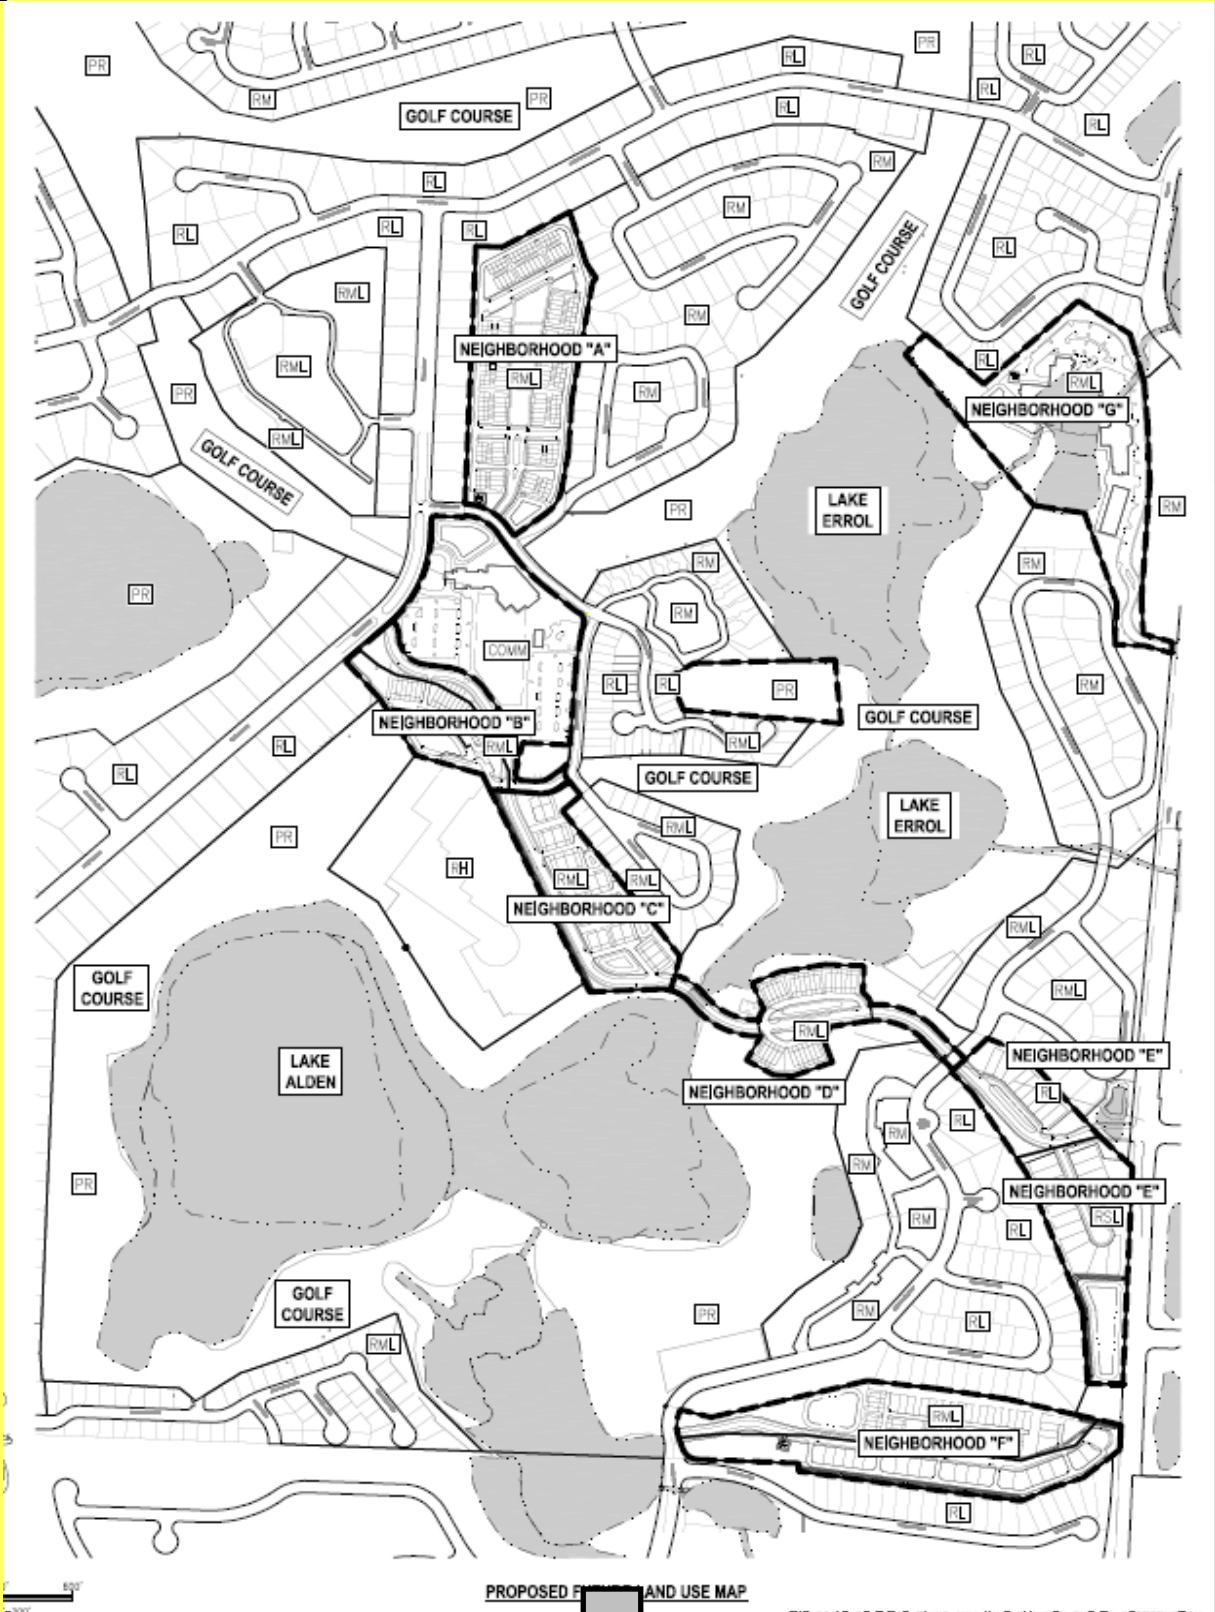 PR
RL
PR
RL
RL
RM
PR
GOLF COURSE
RL
RL
RM
RL
RM
RL
RL
RL
RL
GOLF COURSE
RML
RM
NEIGHBORHOOD "A"
RL
RML
RML
RML
PR
RM
NEIGHBORHOOD "G"
RML
GOLF COURSE
LAKE
ERROL
PR
RM
RM
RM
PR
RM
COMM
RL
RL
PR
RM
NEIGHBORHOOD "B"
GOLF COURSE
RL
RML
RML
RL
GOLF COURSE
LAKE
ERROL
PR
RML
RH
RML
RML
NEIGHBORHOOD "C"
RML
GOLF
COURSE
RML
RML
NEIGHBORHOOD "E"
LAKE
ALDEN
NEIGHBORHOOD "D"
RL
RL
RM
RM
PR
NEIGHBORHOOD "E"
RM
RSL
RL
GOLF
COURSE
RM
PR
RL
RML
RML
NEIGHBORHOOD "F"
RL
600'
PROPOSED LAND USE MAP